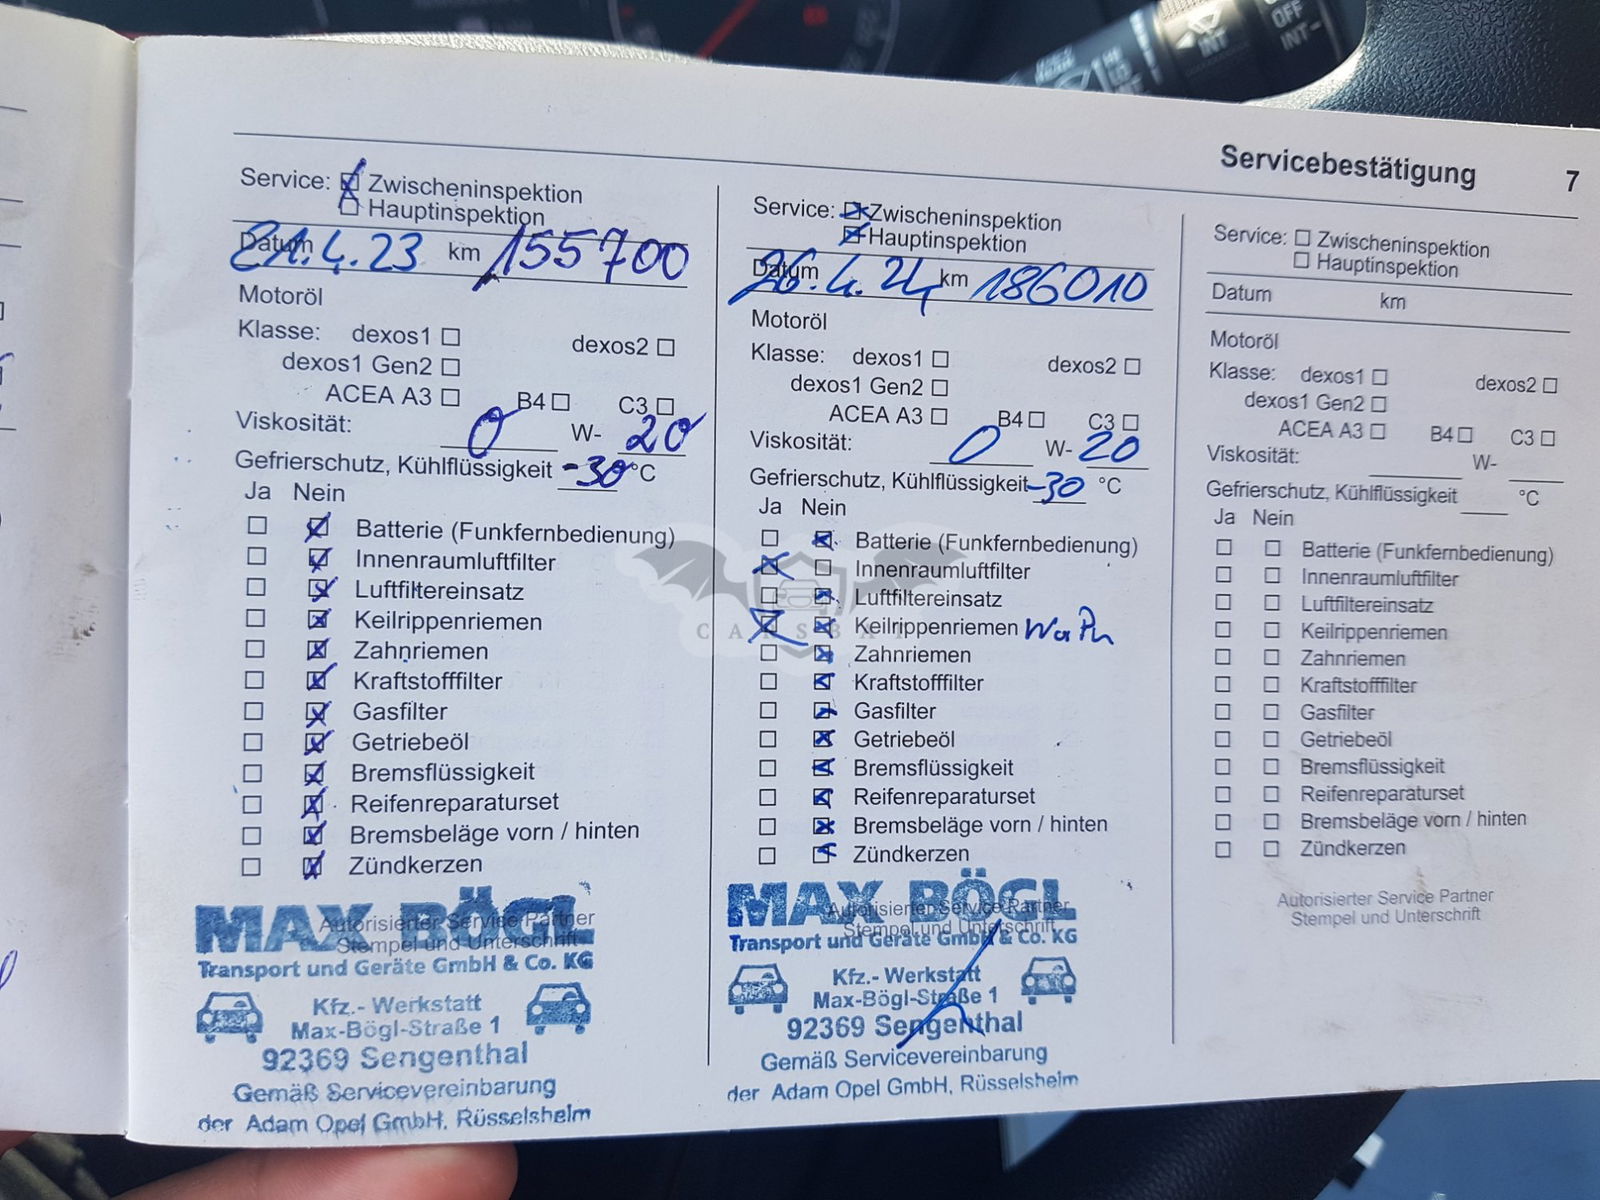 Servicebestätigung 7
Service: Zwischeninspektion
Hauptinspektion
Datum 21.4.23 km 155700
Motoröl
Klasse: dexos1 dexos2
dexos1 Gen2
ACEA A3 B4 C3
Viskosität: 0 W- 20
Gefrierschutz, Kühlflüssigkeit -30 °C
Ja Nein
Batterie (Funkfernbedienung)
Innenraumluftfilter
Luftfiltereinsatz
Keilrippenriemen
Zahnriemen
Kraftstofffilter
Gasfilter
Getriebeöl
Bremsflüssigkeit
Reifenreparaturset
Bremsbeläge vorn / hinten
Zündkerzen
MAX BÖGL
Autorisierter Service Partner
Stempel und Unterschrift
Transport und Geräte GmbH & Co. KG
Kfz.- Werkstatt
Max-Bögl-Straße 1
92369 Sengenthal
Gemäß Servicevereinbarung
der Adam Opel GmbH, Rüsselsheim
Service: Zwischeninspektion
Hauptinspektion
Datum 26.4.24 km 186010
Motoröl
Klasse: dexos1 dexos2
dexos1 Gen2
ACEA A3 B4 C3
Viskosität: 0 W- 20
Gefrierschutz, Kühlflüssigkeit -30 °C
Ja Nein
Batterie (Funkfernbedienung)
Innenraumluftfilter
Luftfiltereinsatz
Keilrippenriemen WaPu
Zahnriemen
Kraftstofffilter
Gasfilter
Getriebeöl
Bremsflüssigkeit
Reifenreparaturset
Bremsbeläge vorn / hinten
Zündkerzen
MAX BÖGL
Autorisierter Service Partner
Stempel und Unterschrift
Transport und Geräte GmbH & Co. KG
Kfz.- Werkstatt
Max-Bögl-Straße 1
92369 Sengenthal
Gemäß Servicevereinbarung
der Adam Opel GmbH, Rüsselsheim
Service: Zwischeninspektion
Hauptinspektion
Datum km
Motoröl
Klasse: dexos1 dexos2
dexos1 Gen2
ACEA A3 B4 C3
Viskosität: W-
Gefrierschutz, Kühlflüssigkeit °C
Ja Nein
Batterie (Funkfernbedienung)
Innenraumluftfilter
Luftfiltereinsatz
Keilrippenriemen
Zahnriemen
Kraftstofffilter
Gasfilter
Getriebeöl
Bremsflüssigkeit
Reifenreparaturset
Bremsbeläge vorn / hinten
Zündkerzen
Autorisierter Service Partner
Stempel und Unterschrift
CARSBAT
OFF
INT
INT